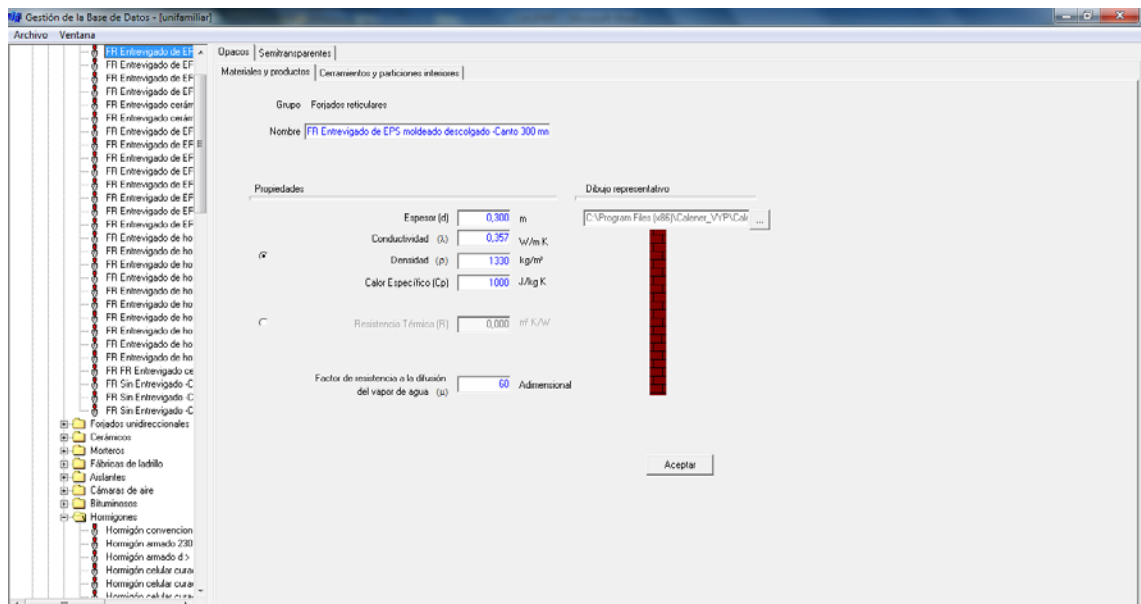 Gestión de la Base de Datos - [unifamiliar]
Archivo Ventana
FR Entrevigado de EF
FR Entrevigado de EF
FR Entrevigado de EF
FR Entrevigado de EF
FR Entrevigado cerám
FR Entrevigado cerám
FR Entrevigado de EF
FR Entrevigado de EF
FR Entrevigado de EF
FR Entrevigado de EF
FR Entrevigado de EF
FR Entrevigado de EF
FR Entrevigado de EF
FR Entrevigado de EF
FR Entrevigado de ho
FR Entrevigado de ho
FR Entrevigado de ho
FR Entrevigado de ho
FR Entrevigado de ho
FR Entrevigado de ho
FR Entrevigado de ho
FR Entrevigado de ho
FR Entrevigado de ho
FR Entrevigado de ho
FR FR Entrevigado ce
FR Sin Entrevigado -C
FR Sin Entrevigado -C
FR Sin Entrevigado -C
Forjados unidireccionales
Cerámicos
Morteros
Fábricas de ladrillo
Aislantes
Cámaras de aire
Bituminosos
Hormigones
Hormigón convencion
Hormigón armado 230
Hormigón armado d >
Hormigón celular cura
Hormigón celular cura
Hormigón celular cura
Opacos Semitransparentes
Materiales y productos Cerramientos y particiones interiores
Grupo Forjados reticulares
Nombre FR Entrevigado de EPS moldeado descolgado -Canto 300 mn
Propiedades
Espesor (d) 0,300 m
Conductividad (λ) 0,357 W/m K
Densidad (ρ) 1330 kg/m³
Calor Específico (Cp) 1000 J/kg K
Resistencia Térmica (R) 0,000 m² K/W
Factor de resistencia a la difusión
del vapor de agua (μ) 60 Adimensional
Dibujo representativo
C:\Program Files (x86)\Calener_VYP\Cale ...
Aceptar